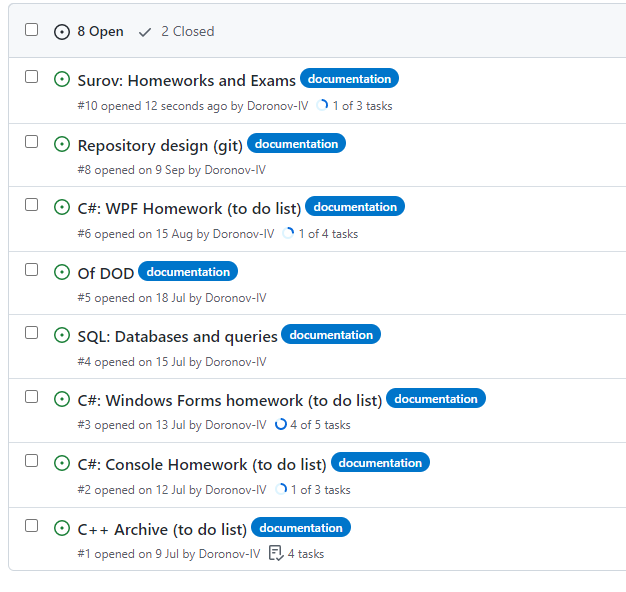 8 Open 2 Closed
Surov: Homeworks and Exams documentation
#10 opened 12 seconds ago by Doronov-IV 1 of 3 tasks
Repository design (git) documentation
#8 opened on 9 Sep by Doronov-IV
C#: WPF Homework (to do list) documentation
#6 opened on 15 Aug by Doronov-IV 1 of 4 tasks
Of DOD documentation
#5 opened on 18 Jul by Doronov-IV
SQL: Databases and queries documentation
#4 opened on 15 Jul by Doronov-IV
C#: Windows Forms homework (to do list) documentation
#3 opened on 13 Jul by Doronov-IV 4 of 5 tasks
C#: Console Homework (to do list) documentation
#2 opened on 12 Jul by Doronov-IV 1 of 3 tasks
C++ Archive (to do list) documentation
#1 opened on 9 Jul by Doronov-IV 4 tasks